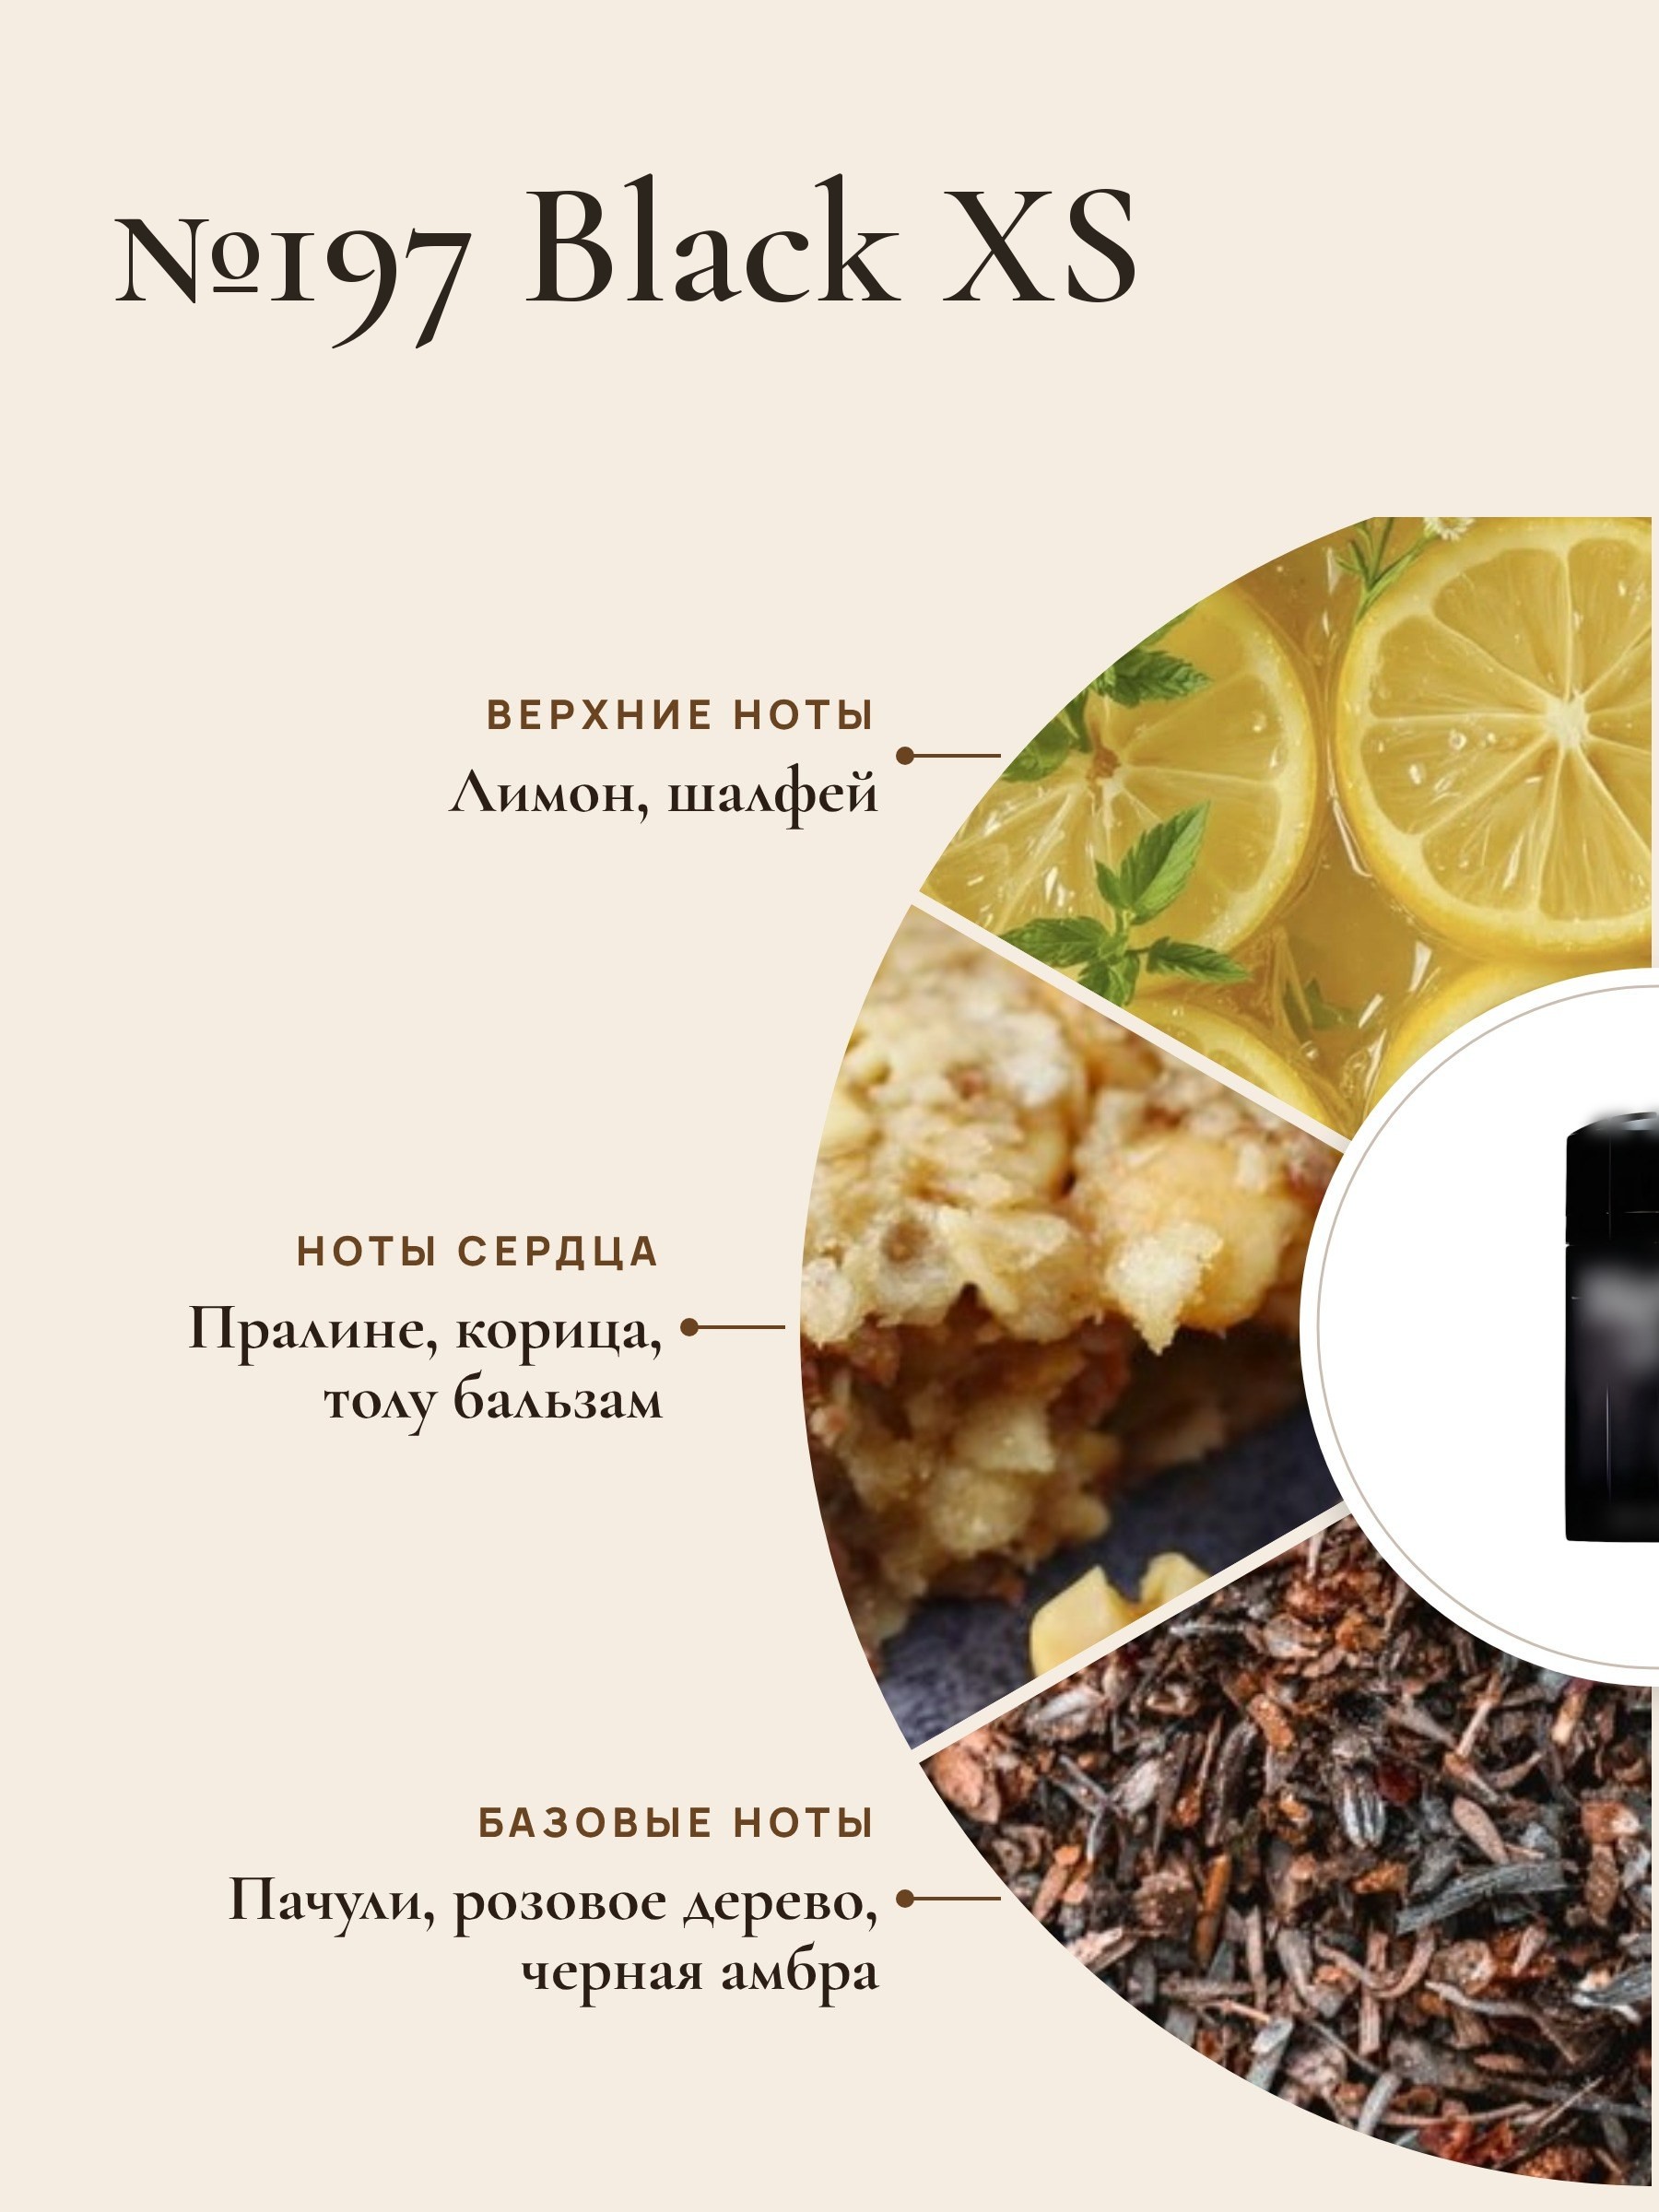 №197 Black XS
ВЕРХНИЕ НОТЫ
Лимон, шалфей
НОТЫ СЕРДЦА
Пралине, корица,
толу бальзам
БАЗОВЫЕ НОТЫ
Пачули, розовое дерево,
черная амбра